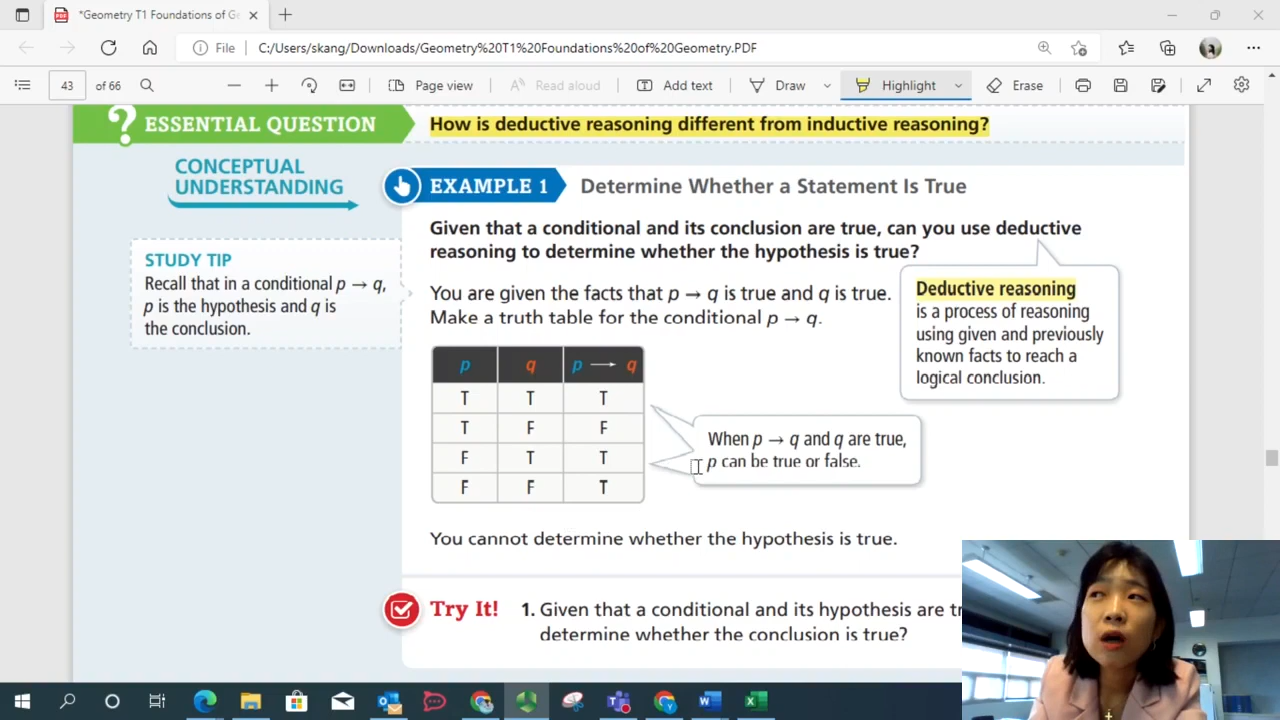 *Geometry T1 Foundations of Ge
File
C:/Users/skang/Downloads/Geometry%20T1%20Foundations%20of%20Geometry.PDF
43
of 66
Page view
Read aloud
Add text
Draw
Highlight
Erase
? ESSENTIAL QUESTION
How is deductive reasoning different from inductive reasoning?
CONCEPTUAL
UNDERSTANDING
EXAMPLE 1
Determine Whether a Statement Is True
Given that a conditional and its conclusion are true, can you use deductive
reasoning to determine whether the hypothesis is true?
STUDY TIP
Recall that in a conditional p → q,
p is the hypothesis and q is
the conclusion.
You are given the facts that p → q is true and q is true.
Make a truth table for the conditional p → q.
Deductive reasoning
is a process of reasoning
using given and previously
known facts to reach a
logical conclusion.
p q p → q
T T T
T F F
F T T
F F T
When p → q and q are true,
p can be true or false.
You cannot determine whether the hypothesis is true.
Try It!
1. Given that a conditional and its hypothesis are tr
determine whether the conclusion is true?